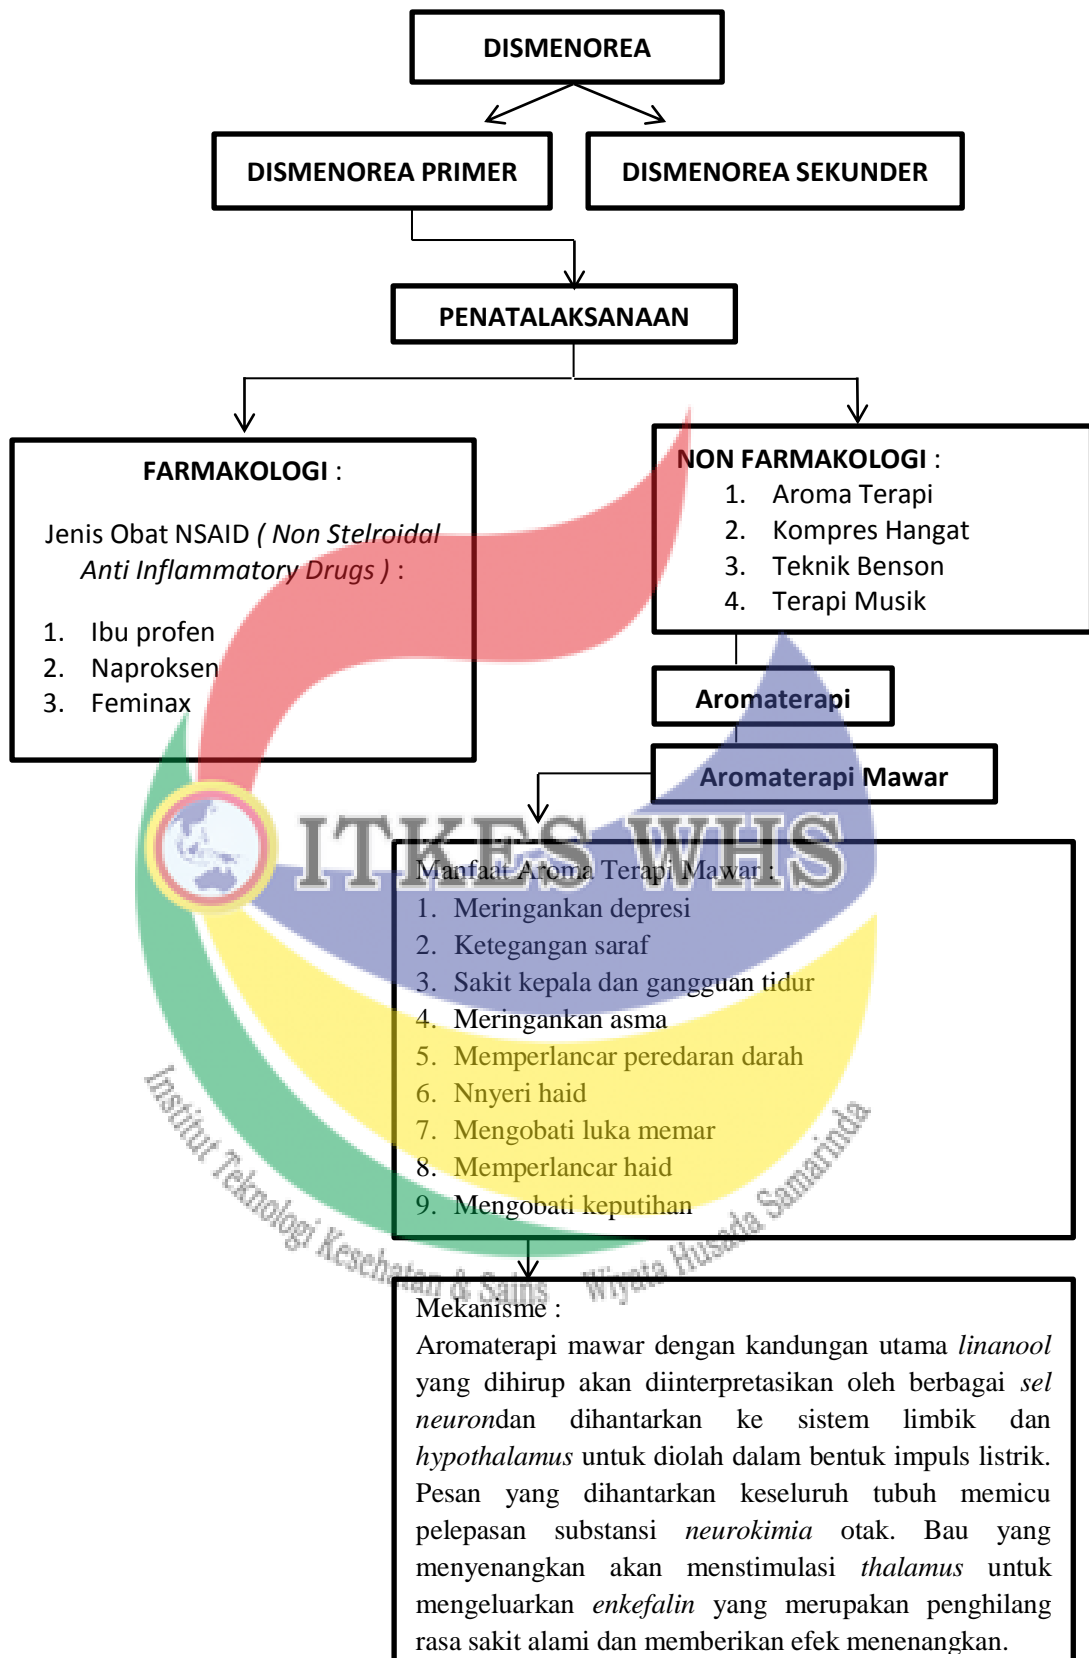 DISMENOREA
DISMENOREA PRIMER
DISMENOREA SEKUNDER
PENATALAKSANAAN
FARMAKOLOGI :
Jenis Obat NSAID ( Non Stelroidal
Anti Inflammatory Drugs ) :
1. Ibu profen
2. Naproksen
3. Feminax
NON FARMAKOLOGI :
1. Aroma Terapi
2. Kompres Hangat
3. Teknik Benson
4. Terapi Musik
Aromaterapi
Aromaterapi Mawar
ITKES WHS
Manfaat Aroma Terapi Mawar :
1. Meringankan depresi
2. Ketegangan saraf
3. Sakit kepala dan gangguan tidur
4. Meringankan asma
5. Memperlancar peredaran darah
6. Nnyeri haid
7. Mengobati luka memar
8. Memperlancar haid
9. Mengobati keputihan
Institut Teknologi Kesehatan & Sains Wiyata Husada Samarinda
Mekanisme :
Aromaterapi mawar dengan kandungan utama linanool
yang dihirup akan diinterpretasikan oleh berbagai sel
neurondan dihantarkan ke sistem limbik dan
hypothalamus untuk diolah dalam bentuk impuls listrik.
Pesan yang dihantarkan keseluruh tubuh memicu
pelepasan substansi neurokimia otak. Bau yang
menyenangkan akan menstimulasi thalamus untuk
mengeluarkan enkefalin yang merupakan penghilang
rasa sakit alami dan memberikan efek menenangkan.